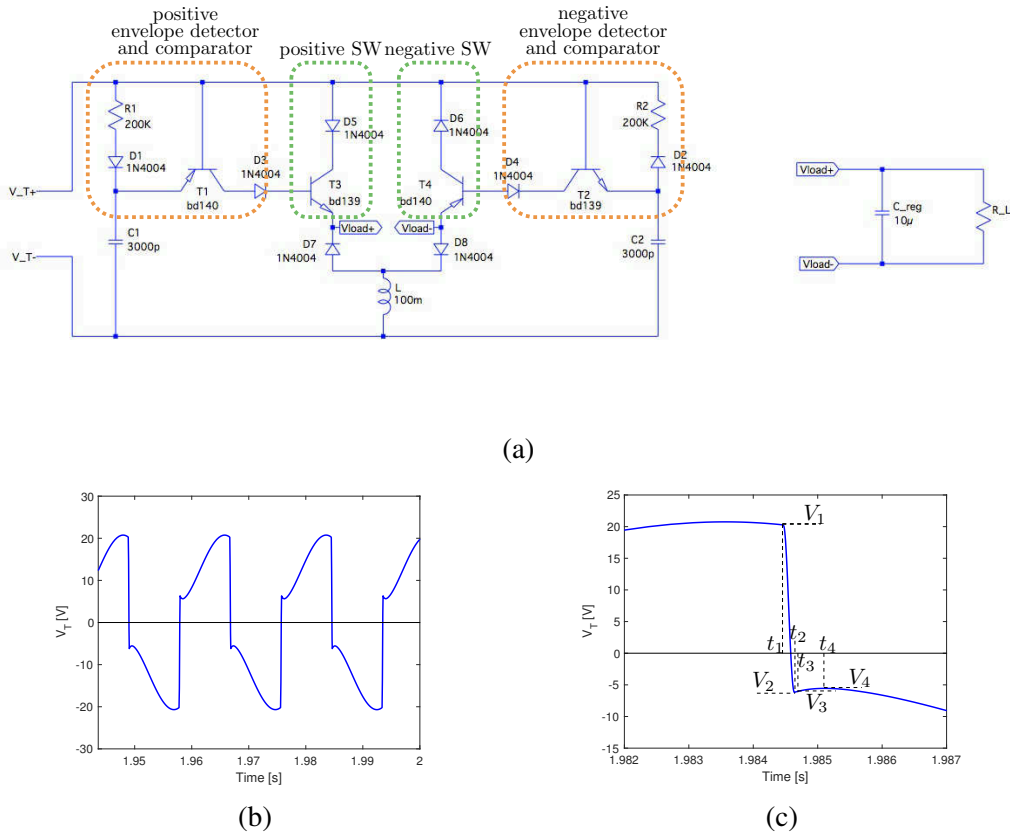 positive
envelope detector
and comparator
positive SW
negative SW
negative
envelope detector
and comparator
R1
200K
D1
1N4004
T1
bd140
D3
1N4004
D5
1N4004
T3
bd139
D6
1N4004
T4
bd140
D4
1N4004
T2
bd139
R2
200K
D2
1N4004
V_T+
V_T-
C1
3000p
Vload+
Vload-
D7
1N4004
D8
1N4004
L
100m
C2
3000p
Vload+
Vload-
C_reg
10µ
R_L
(a)
30
20
10
0
-10
-20
-30
V_T [V]
1.95
1.96
1.97
1.98
1.99
2
Time [s]
(b)
25
20
15
10
5
0
-5
-10
-15
V_T [V]
V_1
t_1
t_2
t_3
t_4
V_2
V_3
V_4
1.982
1.983
1.984
1.985
1.986
1.987
Time [s]
(c)